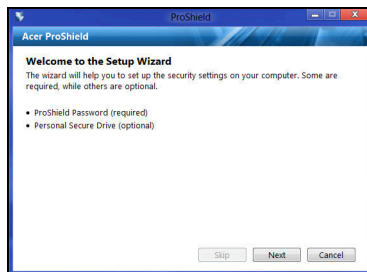 ProShield
Acer ProShield
Welcome to the Setup Wizard
The wizard will help you to set up the security settings on your computer. Some are
required, while others are optional.
• ProShield Password (required)
• Personal Secure Drive (optional)
Skip Next Cancel